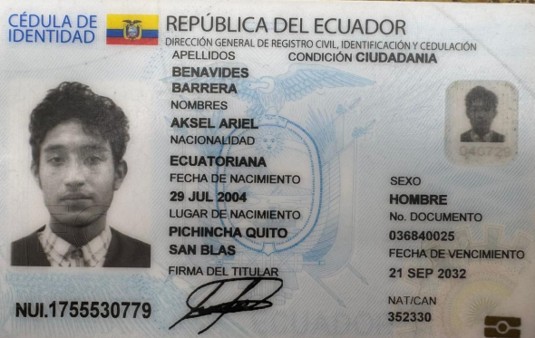 CÉDULA DE
IDENTIDAD
REPÚBLICA DEL ECUADOR
DIRECCIÓN GENERAL DE REGISTRO CIVIL, IDENTIFICACIÓN Y CEDULACIÓN
APELLIDOS
CONDICIÓN CIUDADANIA
BENAVIDES
BARRERA
NOMBRES
AKSEL ARIEL
NACIONALIDAD
ECUATORIANA
FECHA DE NACIMIENTO
29 JUL 2004
LUGAR DE NACIMIENTO
PICHINCHA QUITO
SAN BLAS
FIRMA DEL TITULAR
SEXO
HOMBRE
No. DOCUMENTO
036840025
FECHA DE VENCIMIENTO
21 SEP 2032
NAT/CAN
352330
NUI.1755530779